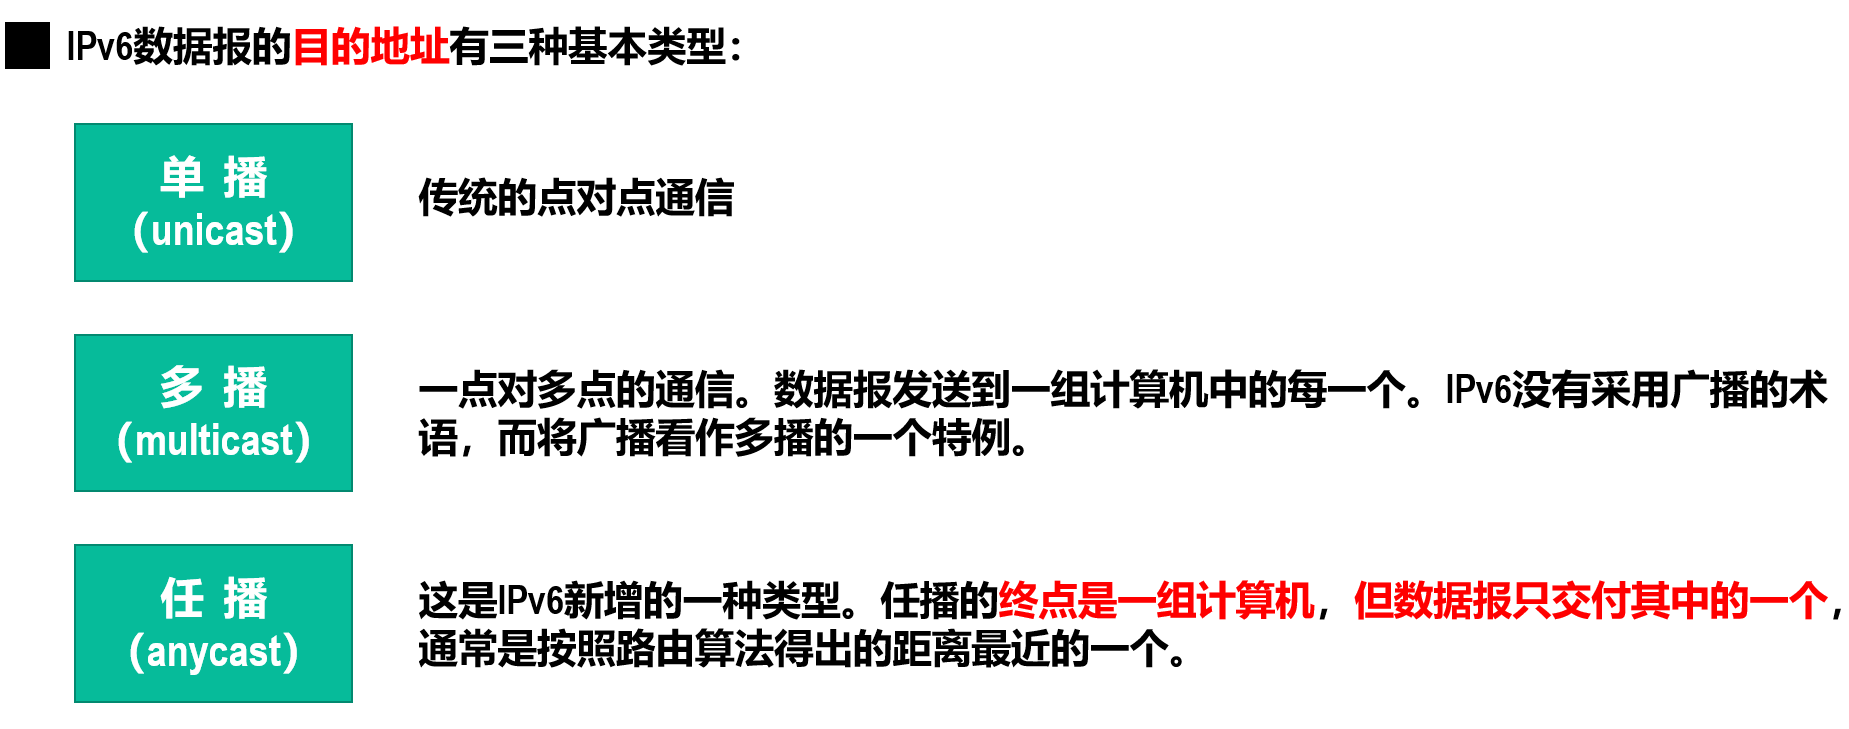 IPv6数据报的目的地址有三种基本类型：
单 播
(unicast)
传统的点对点通信
多 播
(multicast)
一点对多点的通信。数据报发送到一组计算机中的每一个。IPv6没有采用广播的术
语，而将广播看作多播的一个特例。
任 播
(anycast)
这是IPv6新增的一种类型。任播的终点是一组计算机，但数据报只交付其中的一个，
通常是按照路由算法得出的距离最近的一个。